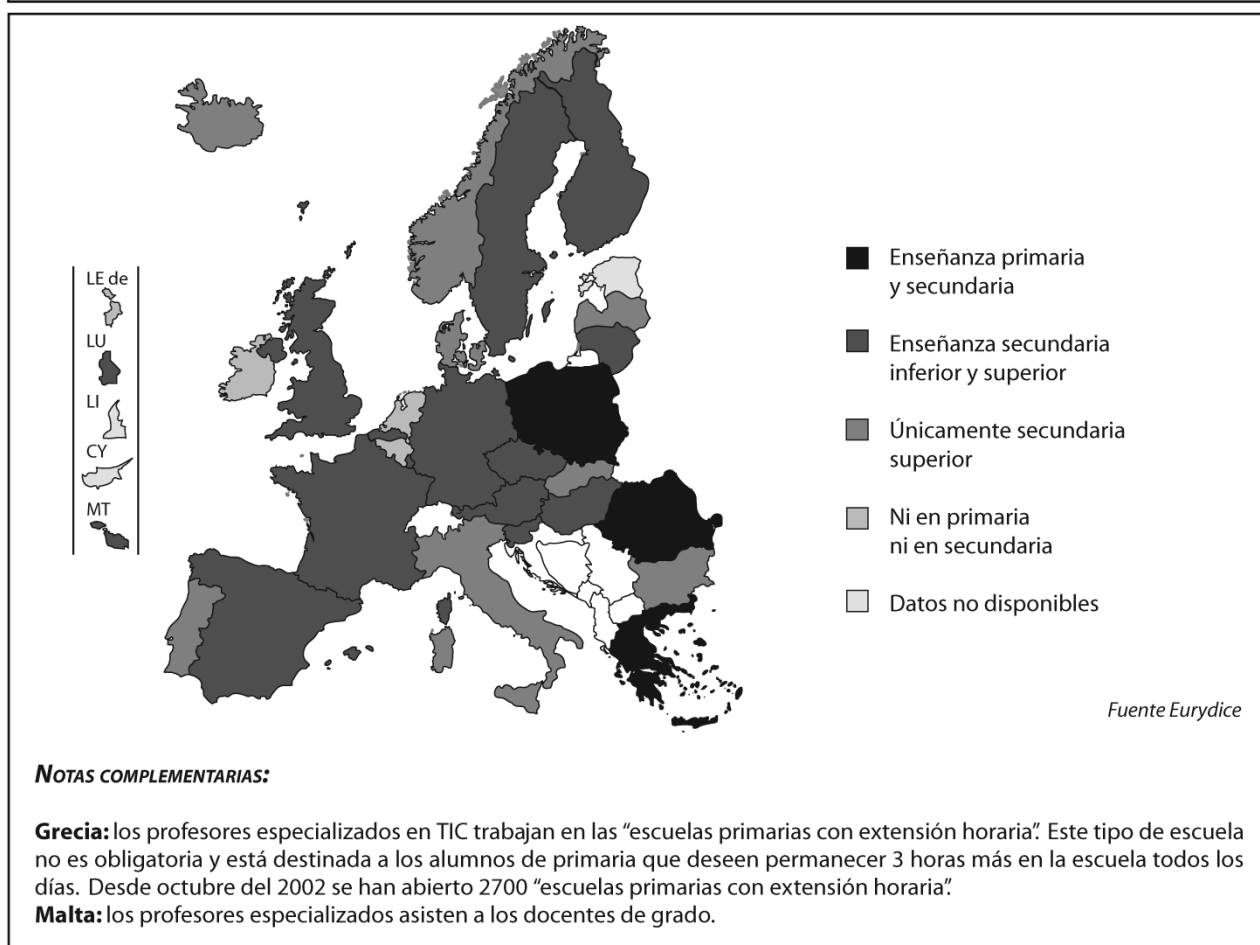 LE de
LU
LI
CY
MT
Enseñanza primaria
y secundaria
Enseñanza secundaria
inferior y superior
Únicamente secundaria
superior
Ni en primaria
ni en secundaria
Datos no disponibles
Fuente Eurydice
NOTAS COMPLEMENTARIAS:
Grecia: los profesores especializados en TIC trabajan en las “escuelas primarias con extensión horaria”. Este tipo de escuela
no es obligatoria y está destinada a los alumnos de primaria que deseen permanecer 3 horas más en la escuela todos los
días. Desde octubre del 2002 se han abierto 2700 “escuelas primarias con extensión horaria”.
Malta: los profesores especializados asisten a los docentes de grado.